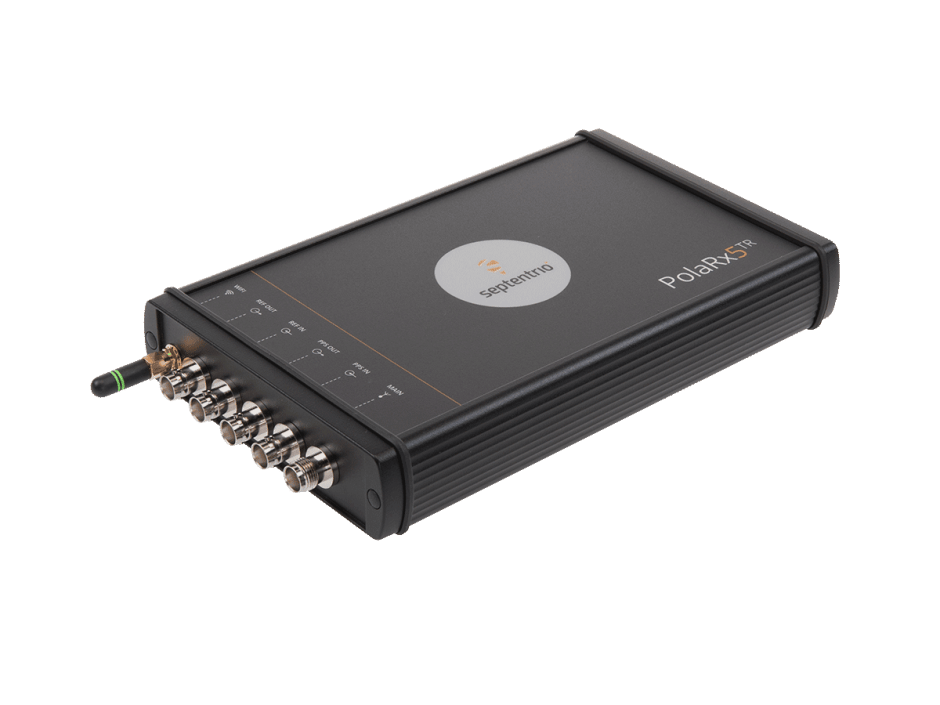 septentrio
PolaRx5TR
WIFI
REF OUT
REF IN
PPS OUT
PPS IN
MAIN